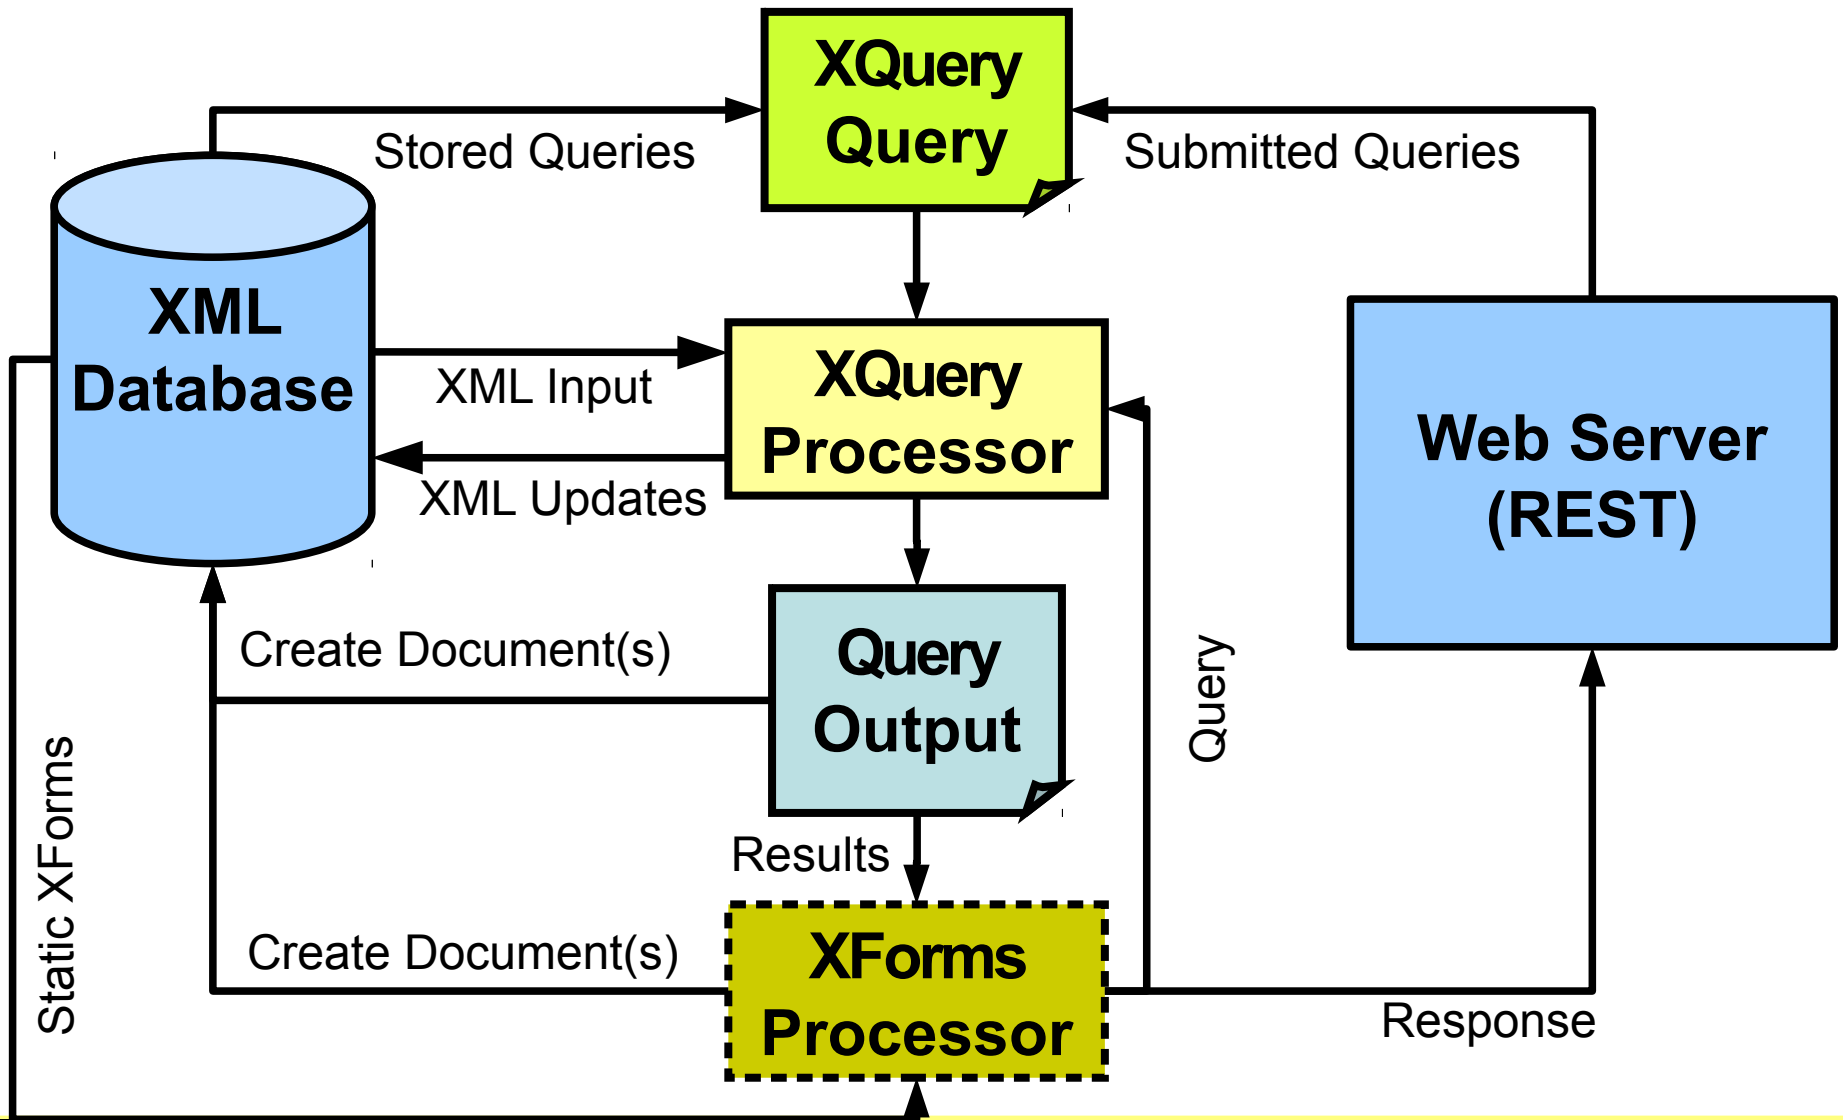 XQuery
Query
Stored Queries
Submitted Queries
XML
Database
XML Input
XQuery
Processor
XML Updates
Web Server
(REST)
Create Document(s)
Query
Output
Query
Results
Static XForms
Create Document(s)
XForms
Processor
Response